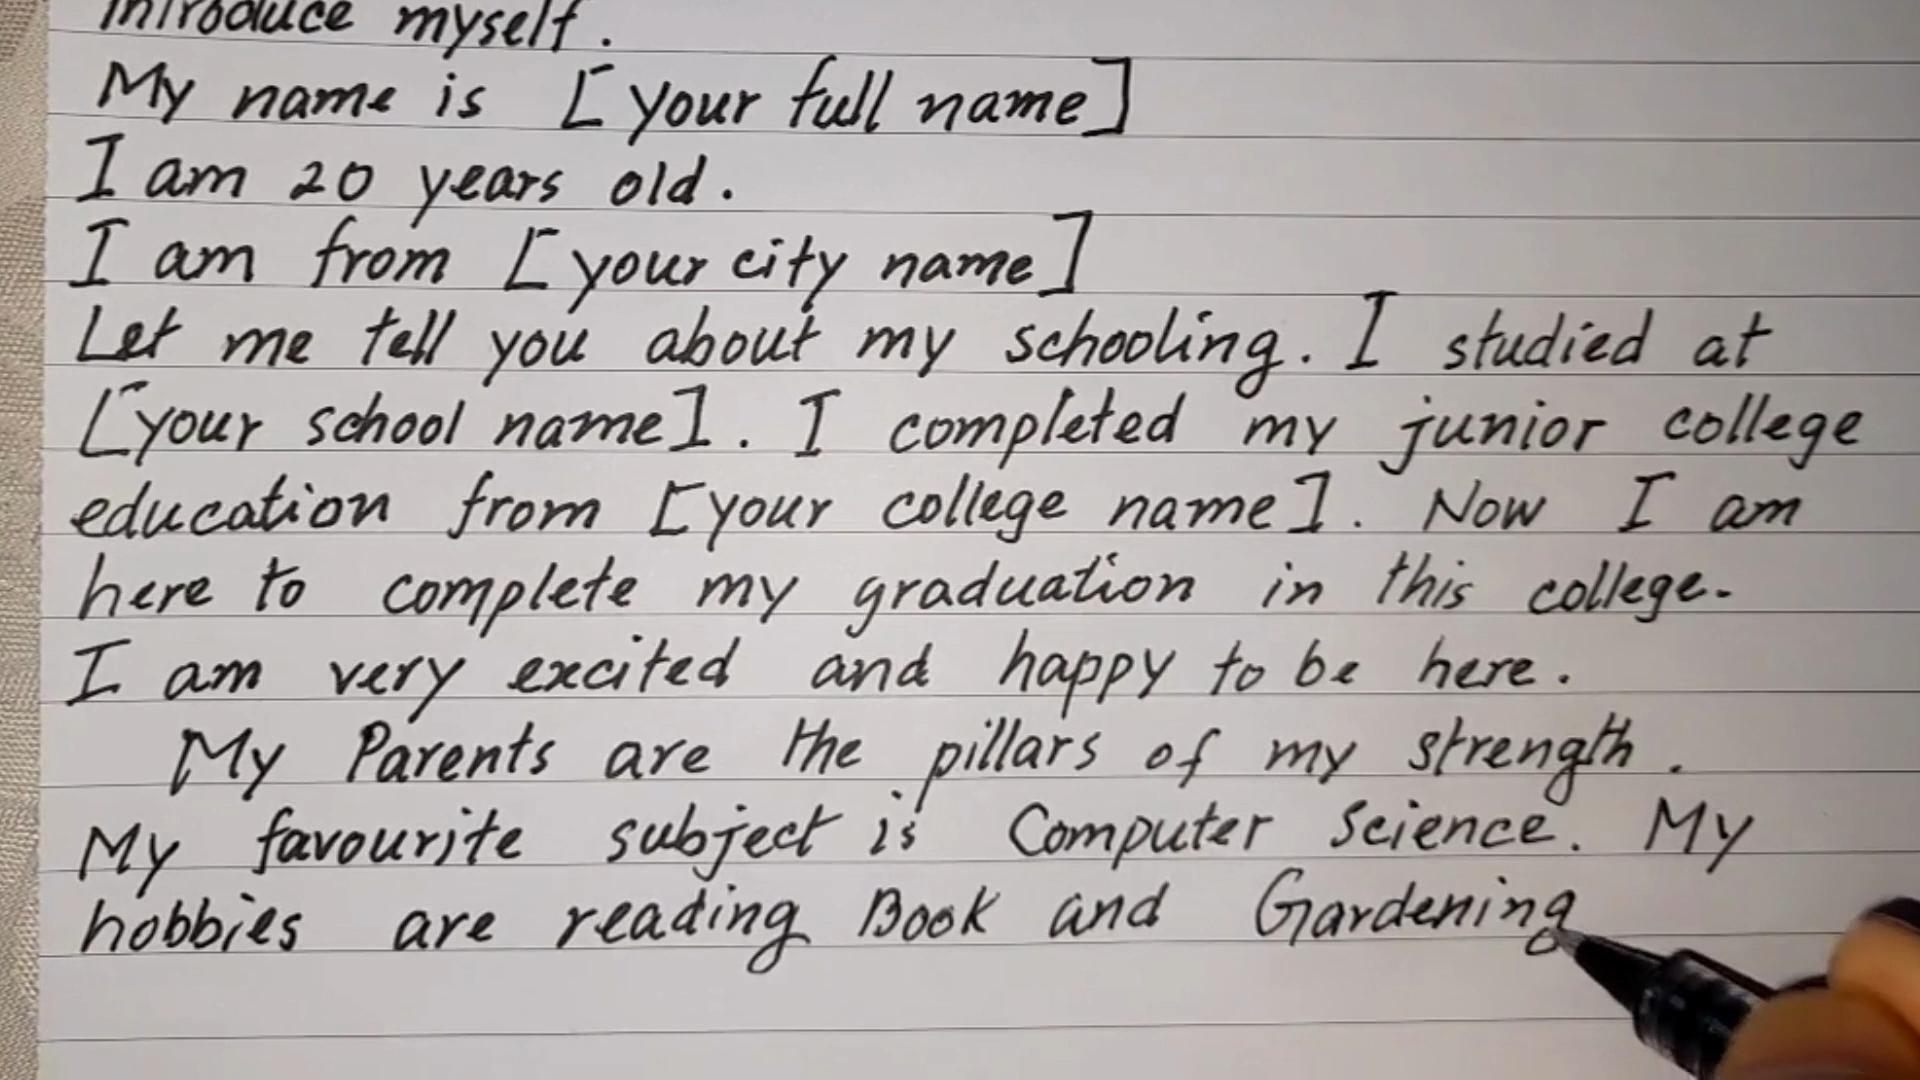 introduce myself.
My name is [your full name]
I am 20 years old.
I am from [your city name]
Let me tell you about my schooling. I studied at
[your school name]. I completed my junior college
education from [your college name]. Now I am
here to complete my graduation in this college.
I am very excited and happy to be here.
My Parents are the pillars of my strength.
My favourite subject is Computer Science. My
hobbies are reading Book and Gardening